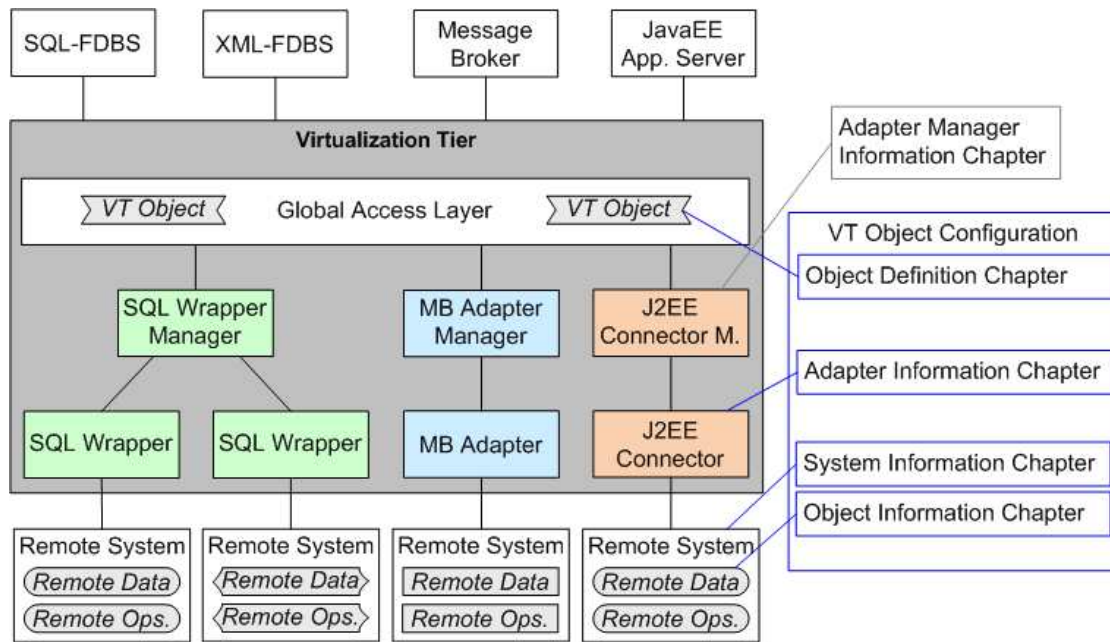 SQL-FDBS
XML-FDBS
Message
Broker
JavaEE
App. Server
Virtualization Tier
VT Object
Global Access Layer
VT Object
SQL Wrapper
Manager
MB Adapter
Manager
J2EE
Connector M.
SQL Wrapper
SQL Wrapper
MB Adapter
J2EE
Connector
Remote System
Remote Data
Remote Ops.
Remote System
Remote Data
Remote Ops.
Remote System
Remote Data
Remote Ops.
Remote System
Remote Data
Remote Ops.
Adapter Manager
Information Chapter
VT Object Configuration
Object Definition Chapter
Adapter Information Chapter
System Information Chapter
Object Information Chapter